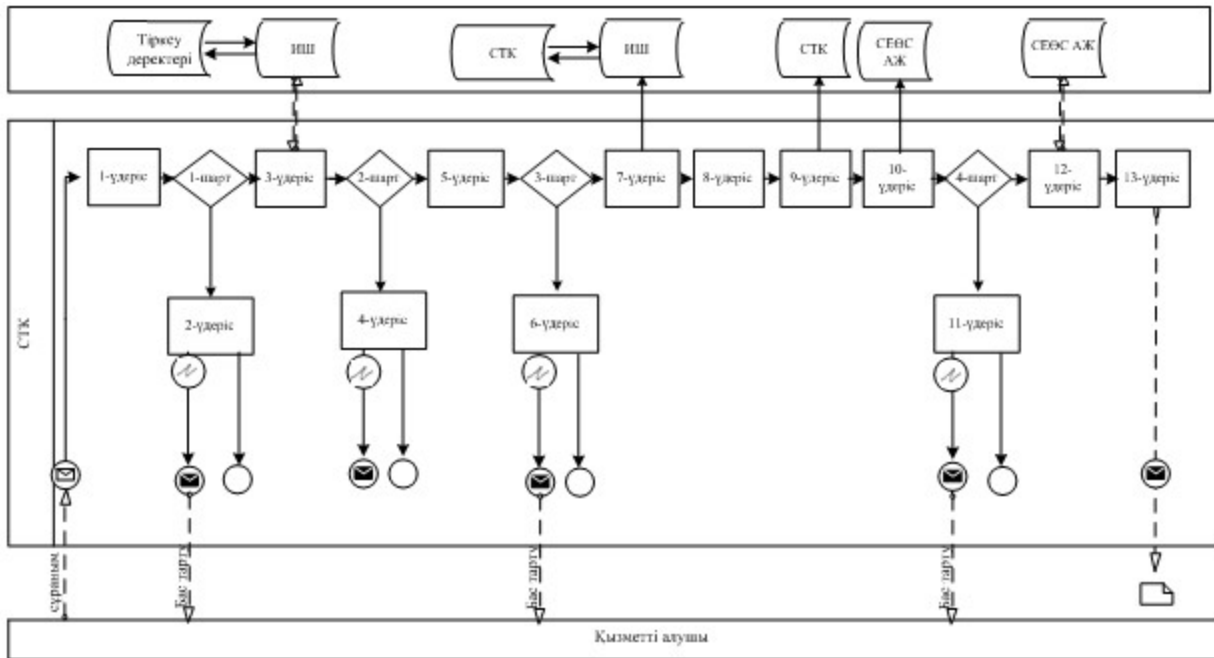 Тіркеу
деректері
ИШ
СТК
ИШ
СТК
СЕӨС
АЖ
СЕӨС АЖ
СТК
1-үдеріс
1-шарт
3-үдеріс
2-шарт
5-үдеріс
3-шарт
7-үдеріс
8-үдеріс
9-үдеріс
10-
үдеріс
4-шарт
12-
үдеріс
13-үдеріс
2-үдеріс
4-үдеріс
6-үдеріс
11-үдеріс
сұраным
Бас тарту
Бас тарту
Бас тарту
Қызметті алушы